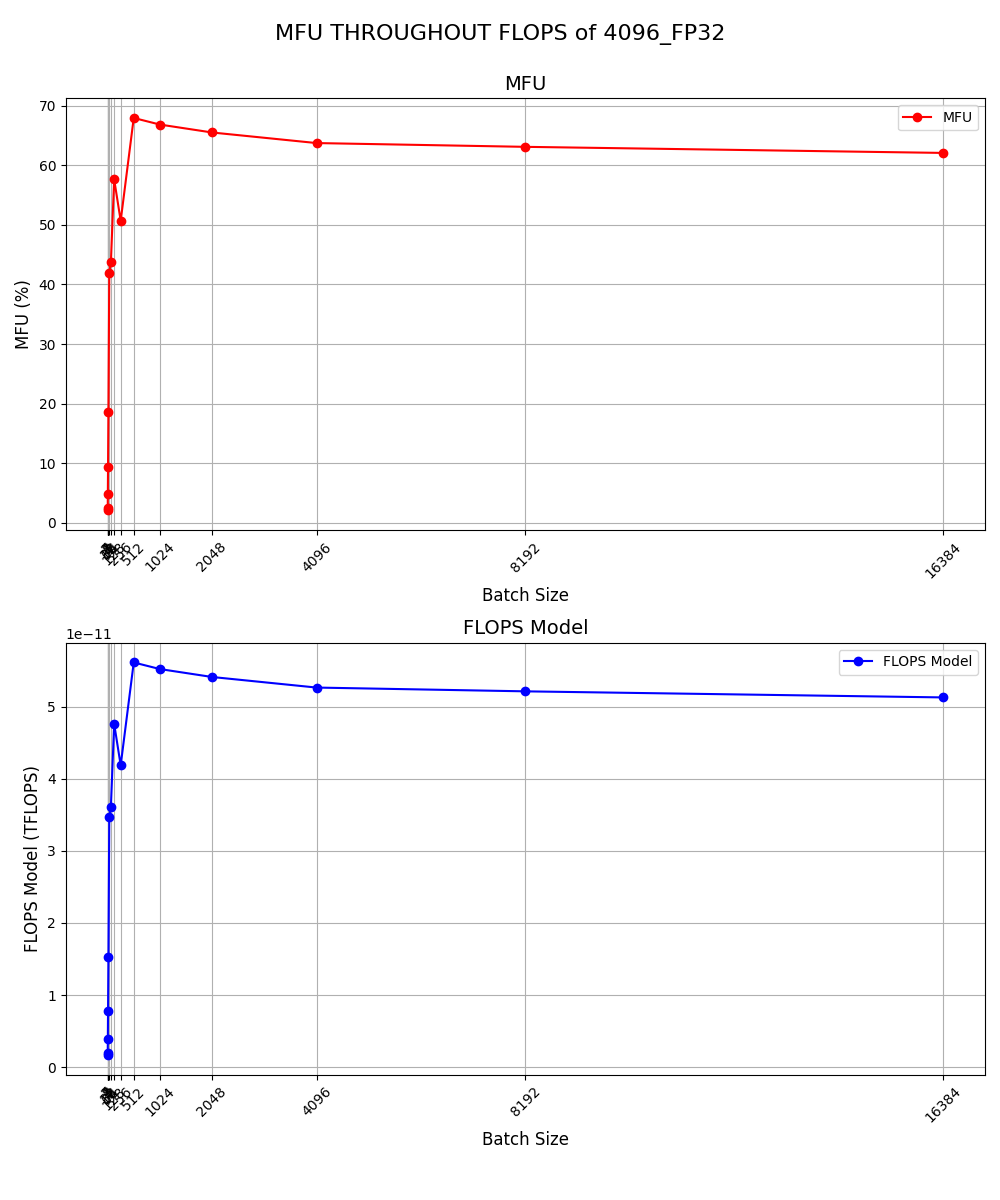 MFU THROUGHOUT FLOPS of 4096_FP32
MFU
70
MFU
60
50
40
30
20
10
0
MFU (%)
512
1024
2048
4096
8192
16384
Batch Size
FLOPS Model
1e−11
FLOPS Model
5
4
3
2
1
0
FLOPS Model (TFLOPS)
512
1024
2048
4096
8192
16384
Batch Size